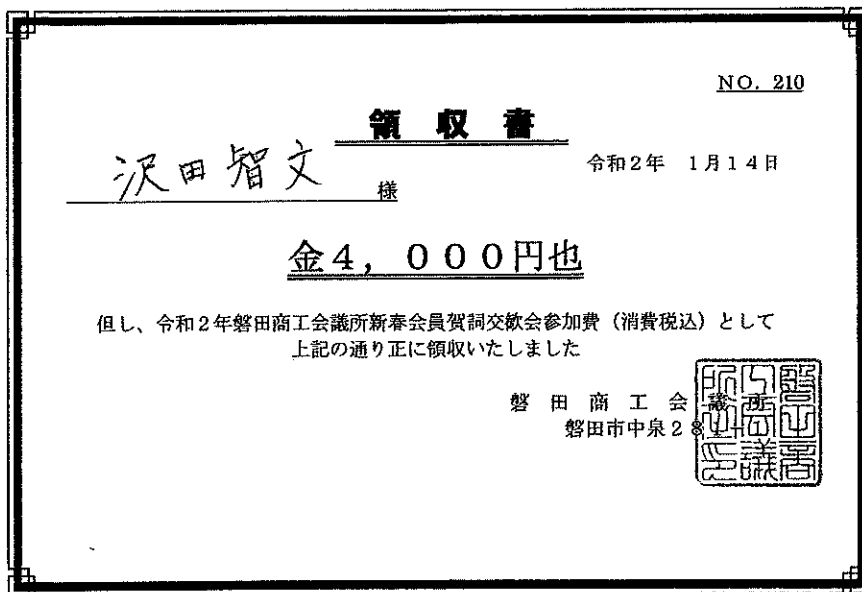 NO. 210
領 収 書
令和2年 1月14日
沢田智文 様
金4，000円也
但し、令和2年磐田商工会議所新春会員賀詞交歓会参加費（消費税込）として
上記の通り正に領収いたしました
磐 田 商 工 会 議 所
磐田市中泉281